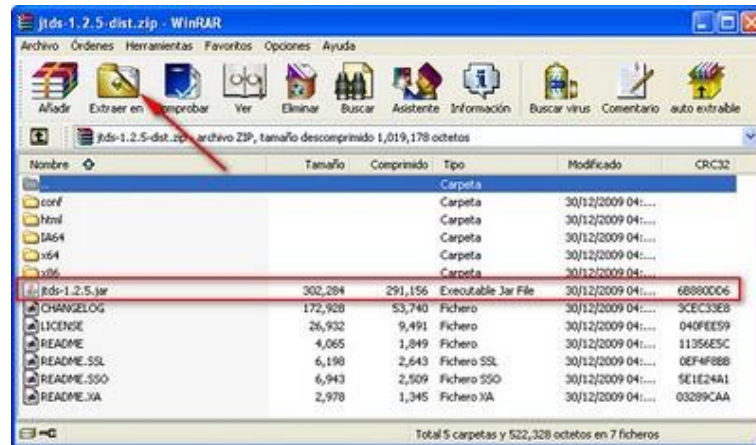 jtds-1.2.5-dist.zip - WinRAR
Archivo Órdenes Herramientas Favoritos Opciones Ayuda
Añadir Extraer en Comprobar Ver Eliminar Buscar Asistente Información Buscar virus Comentario auto extraible
jtds-1.2.5-dist.zip - archivo ZIP, tamaño descomprimido 1,019,178 octetos
Nombre Tamaño Comprimido Tipo Modificado CRC32
.. Carpeta
conf Carpeta 30/12/2009 04:...
html Carpeta 30/12/2009 04:...
IA64 Carpeta 30/12/2009 04:...
x64 Carpeta 30/12/2009 04:...
x86 Carpeta 30/12/2009 04:...
jtds-1.2.5.jar 302,284 291,156 Executable Jar File 30/12/2009 04:... 6B880DD6
CHANGELOG 172,928 53,740 Fichero 30/12/2009 04:... 3CEC33E8
LICENSE 26,932 9,491 Fichero 30/12/2009 04:... 040FEE59
README 4,065 1,849 Fichero 30/12/2009 04:... 11356E5C
README.SSL 6,198 2,643 Fichero SSL 30/12/2009 04:... 0EF4F8BB
README.SSO 6,943 2,509 Fichero SSO 30/12/2009 04:... 5E1E24A1
README.XA 2,978 1,345 Fichero XA 30/12/2009 04:... 03289CAA
Total 5 carpetas y 522,328 octetos en 7 ficheros